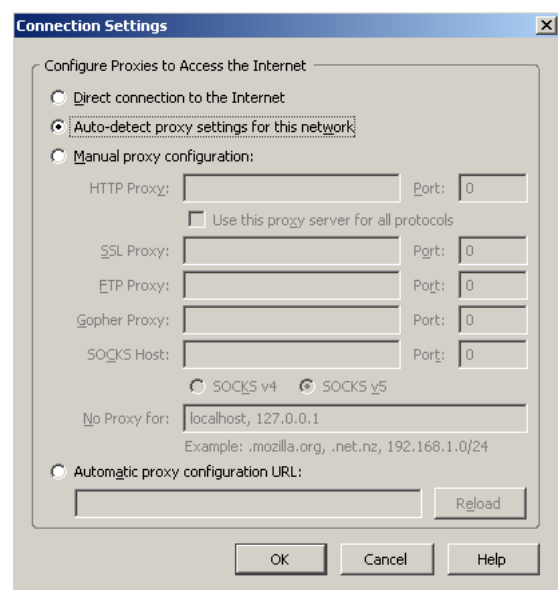 Connection Settings
Configure Proxies to Access the Internet
Direct connection to the Internet
Auto-detect proxy settings for this network
Manual proxy configuration:
HTTP Proxy: Port: 0
Use this proxy server for all protocols
SSL Proxy: Port: 0
FTP Proxy: Port: 0
Gopher Proxy: Port: 0
SOCKS Host: Port: 0
SOCKS v4 SOCKS v5
No Proxy for: localhost, 127.0.0.1
Example: .mozilla.org, .net.nz, 192.168.1.0/24
Automatic proxy configuration URL:
Reload
OK Cancel Help